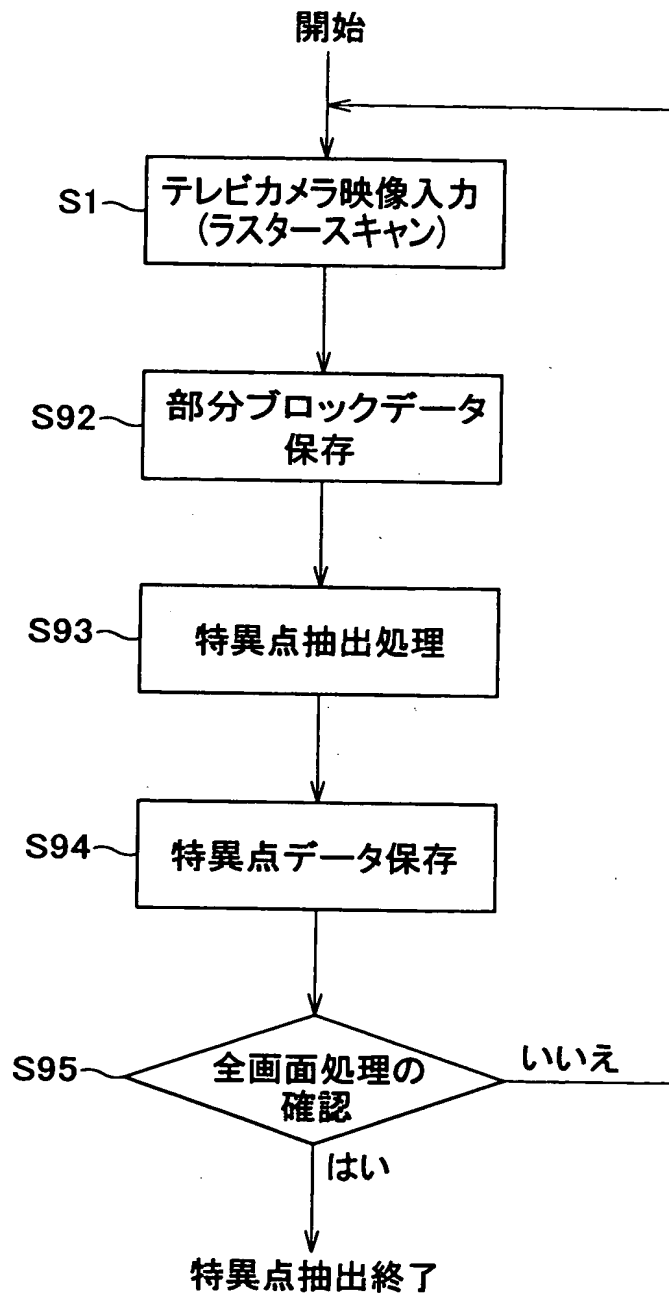 開始
S1
テレビカメラ映像入力
(ラスタースキャン)
S92
部分ブロックデータ
保存
S93
特異点抽出処理
S94
特異点データ保存
S95
全画面処理の
確認
いいえ
はい
特異点抽出終了